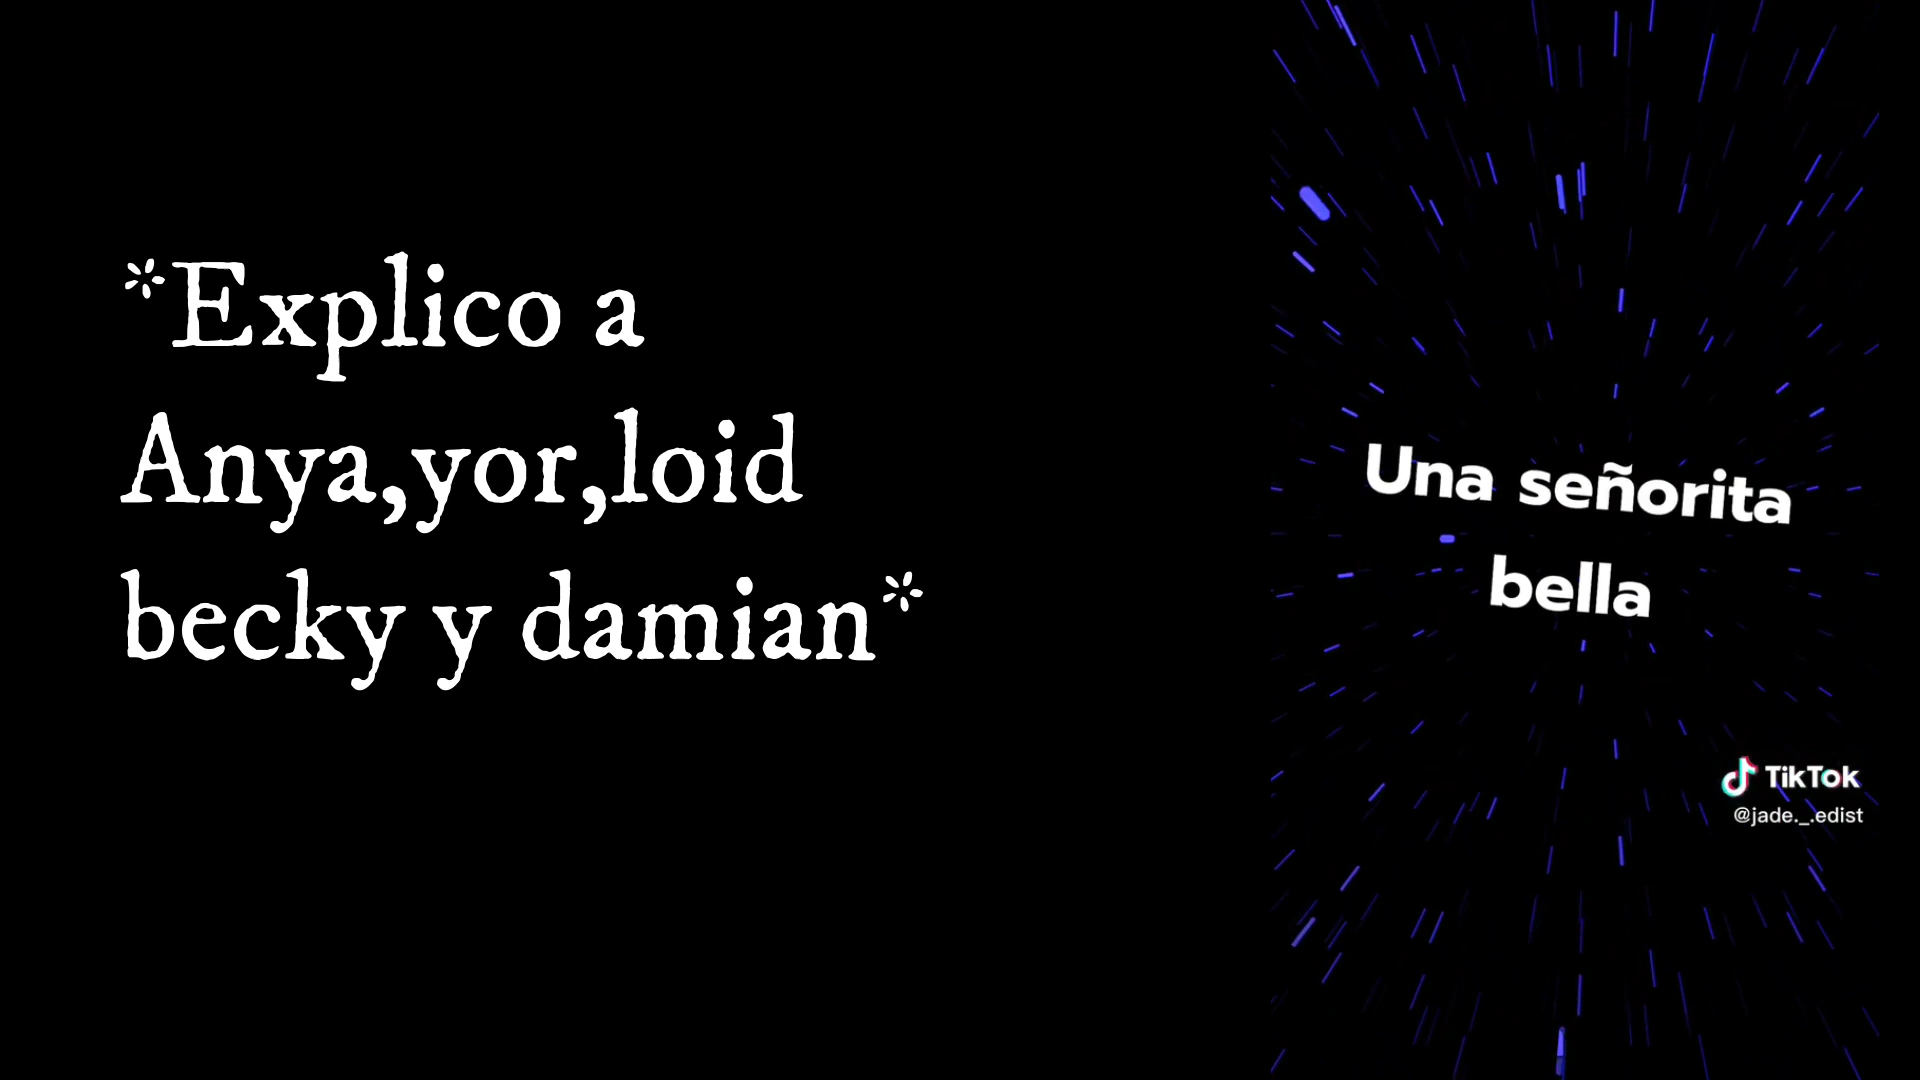 *Explico a
Anya,yor,loid
becky y damian*
Una señorita
bella
TikTok
@jade._.edist